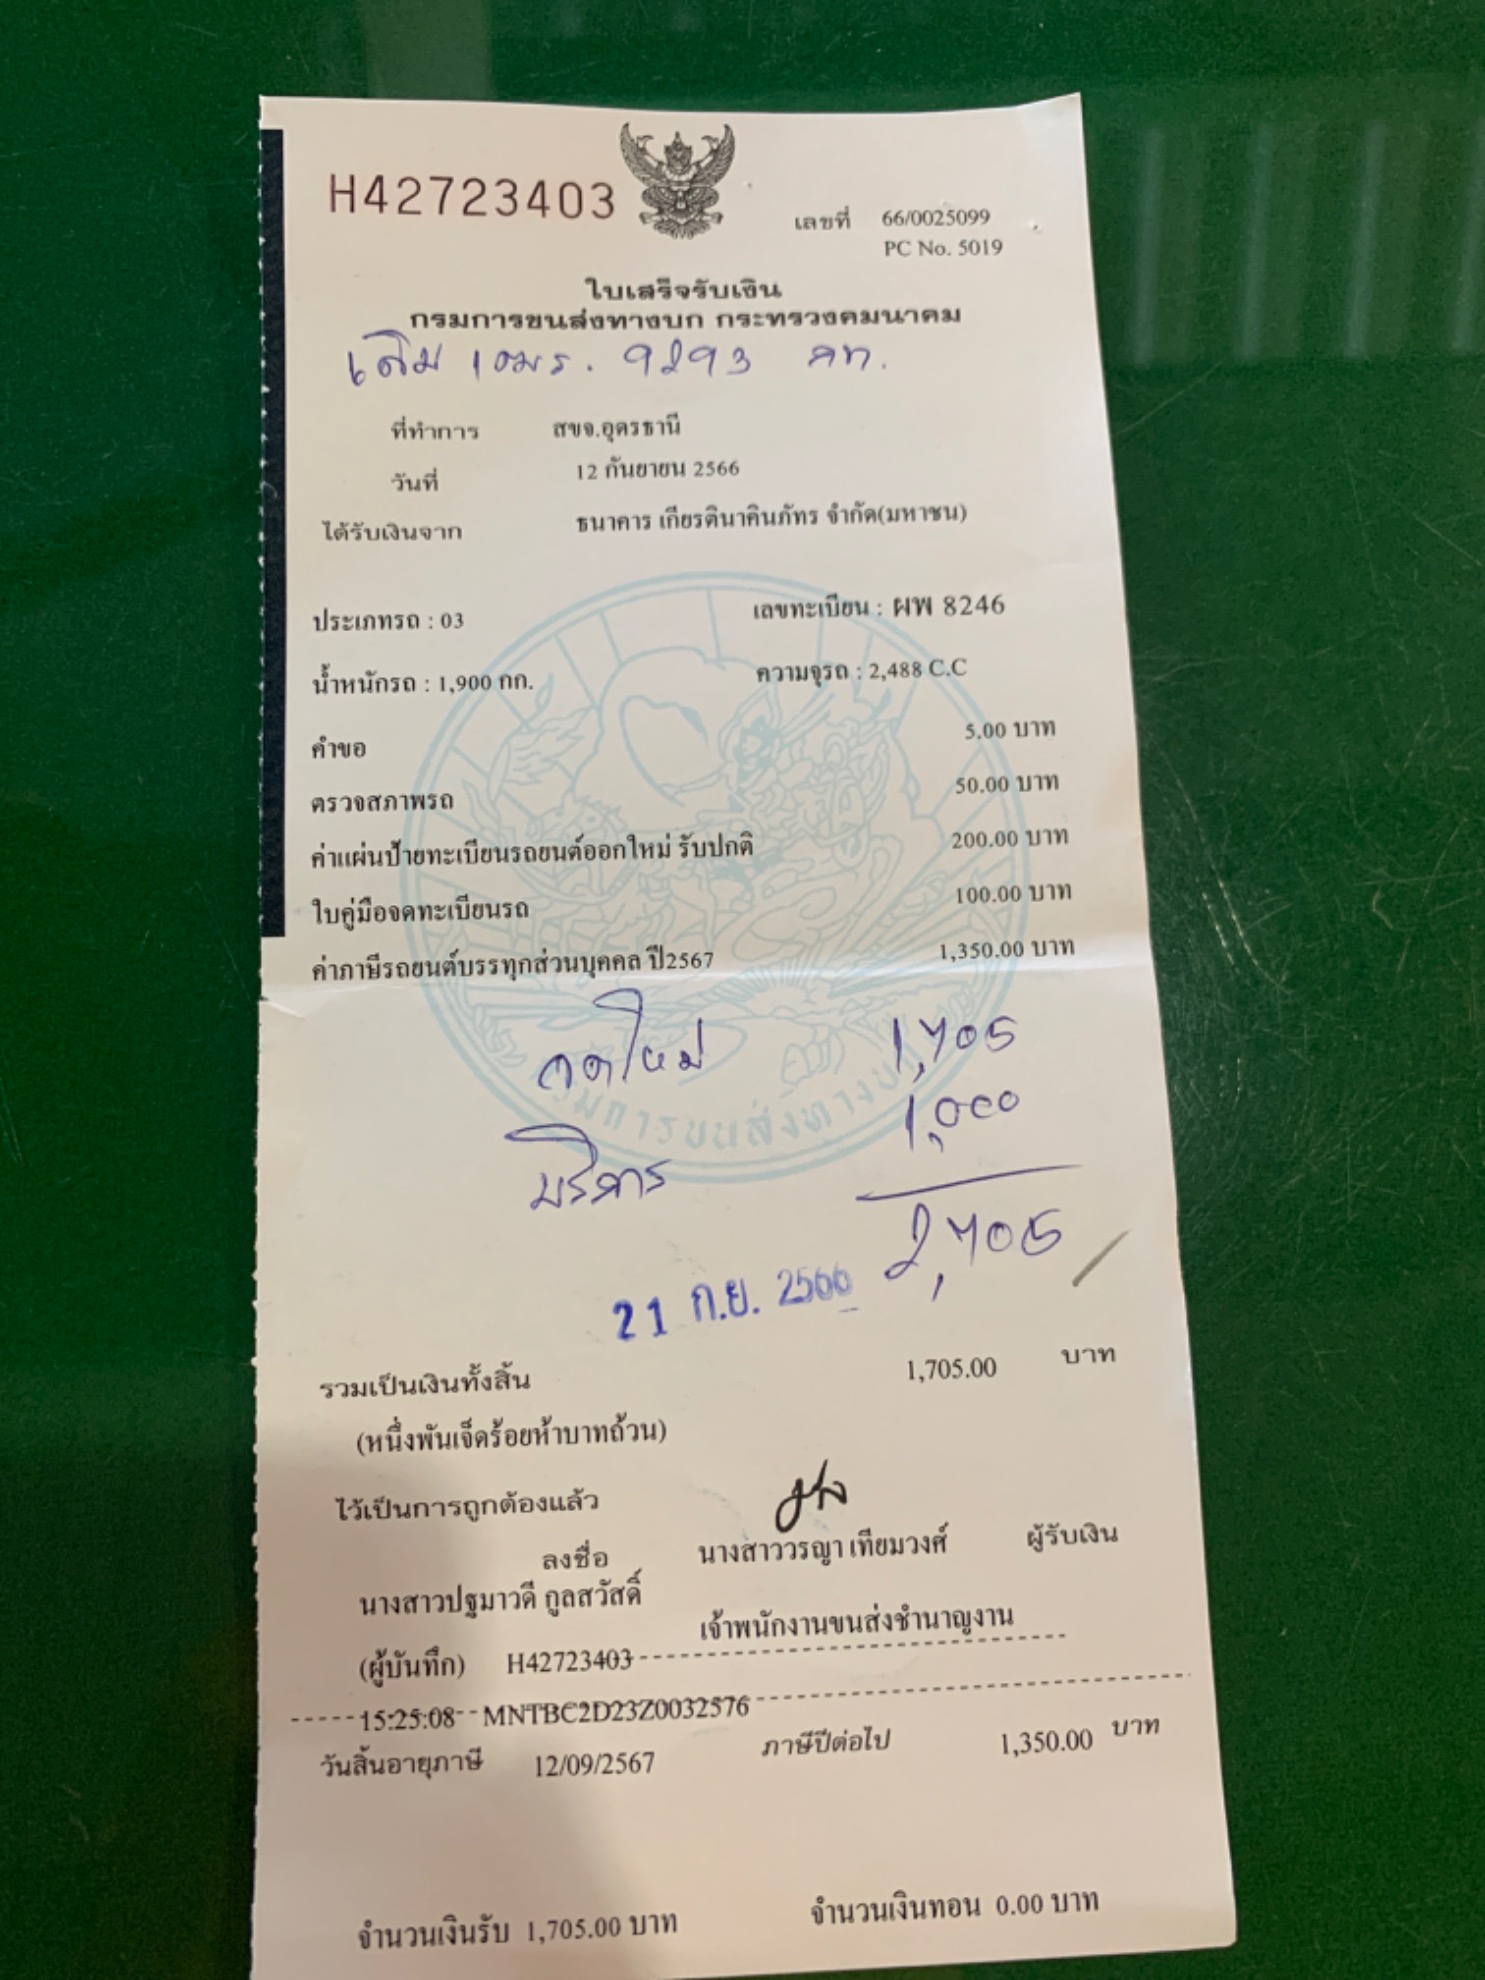 H42723403
เลขที่ 66/0025099
PC No. 5019
ใบเสร็จรับเงิน
กรมการขนส่งทางบก กระทรวงคมนาคม
เดิม 1ฒร. 9293 กท.
ที่ทำการ สขจ.อุดรธานี
วันที่ 12 กันยายน 2566
ได้รับเงินจาก ธนาคาร เกียรตินาคินภัทร จำกัด(มหาชน)
ประเภทรถ : 03 เลขทะเบียน : ผพ 8246
น้ำหนักรถ : 1,900 กก. ความจุรถ : 2,488 C.C
คำขอ 5.00 บาท
ตรวจสภาพรถ 50.00 บาท
ค่าแผ่นป้ายทะเบียนรถยนต์ออกใหม่ รับปกติ 200.00 บาท
ใบคู่มือจดทะเบียนรถ 100.00 บาท
ค่าภาษีรถยนต์บรรทุกส่วนบุคคล ปี2567 1,350.00 บาท
จดใหม่ 1,705
บริการ 1,000
2,705
21 ก.ย. 2566
รวมเป็นเงินทั้งสิ้น 1,705.00 บาท
(หนึ่งพันเจ็ดร้อยห้าบาทถ้วน)
ไว้เป็นการถูกต้องแล้ว
ลงชื่อ นางสาววรญา เทียมวงศ์ ผู้รับเงิน
นางสาวปฐมาวดี กูลสวัสดิ์
เจ้าพนักงานขนส่งชำนาญงาน
(ผู้บันทึก) H42723403
15:25:08 MNTBC2D23Z0032576
วันสิ้นอายุภาษี 12/09/2567 ภาษีปีต่อไป 1,350.00 บาท
จำนวนเงินรับ 1,705.00 บาท จำนวนเงินทอน 0.00 บาท